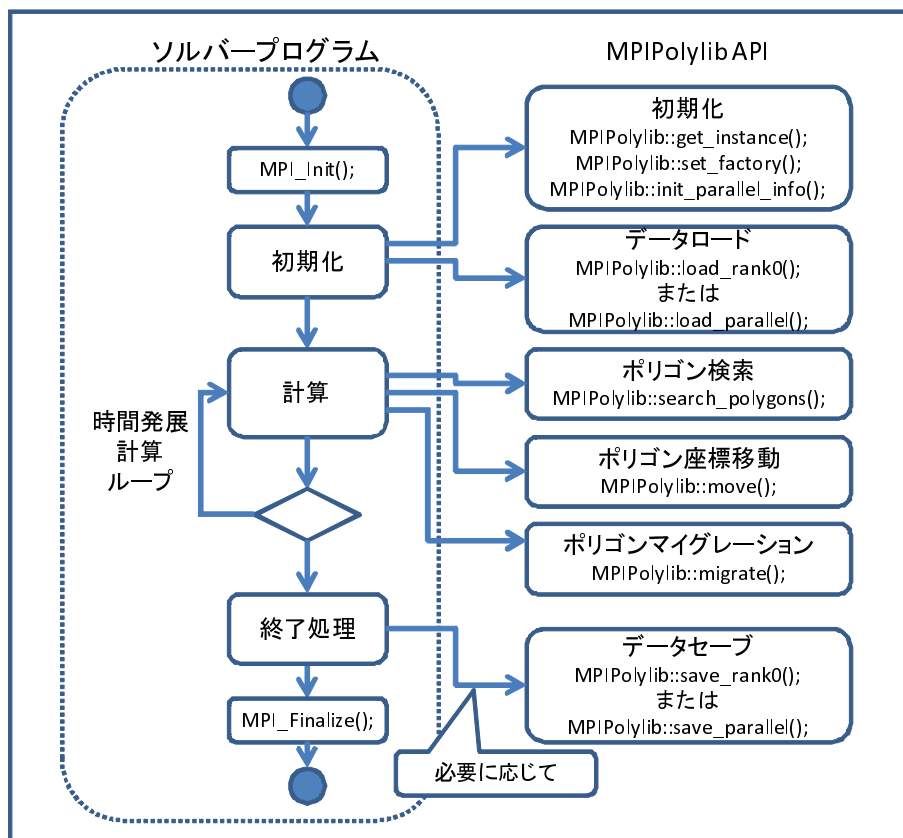 ソルバープログラム
MPIPolylib API
MPI_Init();
初期化
計算
時間発展
計算
ループ
終了処理
MPI_Finalize();
初期化
MPIPolylib::get_instance();
MPIPolylib::set_factory();
MPIPolylib::init_parallel_info();
データロード
MPIPolylib::load_rank0();
または
MPIPolylib::load_parallel();
ポリゴン検索
MPIPolylib::search_polygons();
ポリゴン座標移動
MPIPolylib::move();
ポリゴンマイグレーション
MPIPolylib::migrate();
データセーブ
MPIPolylib::save_rank0();
または
MPIPolylib::save_parallel();
必要に応じて